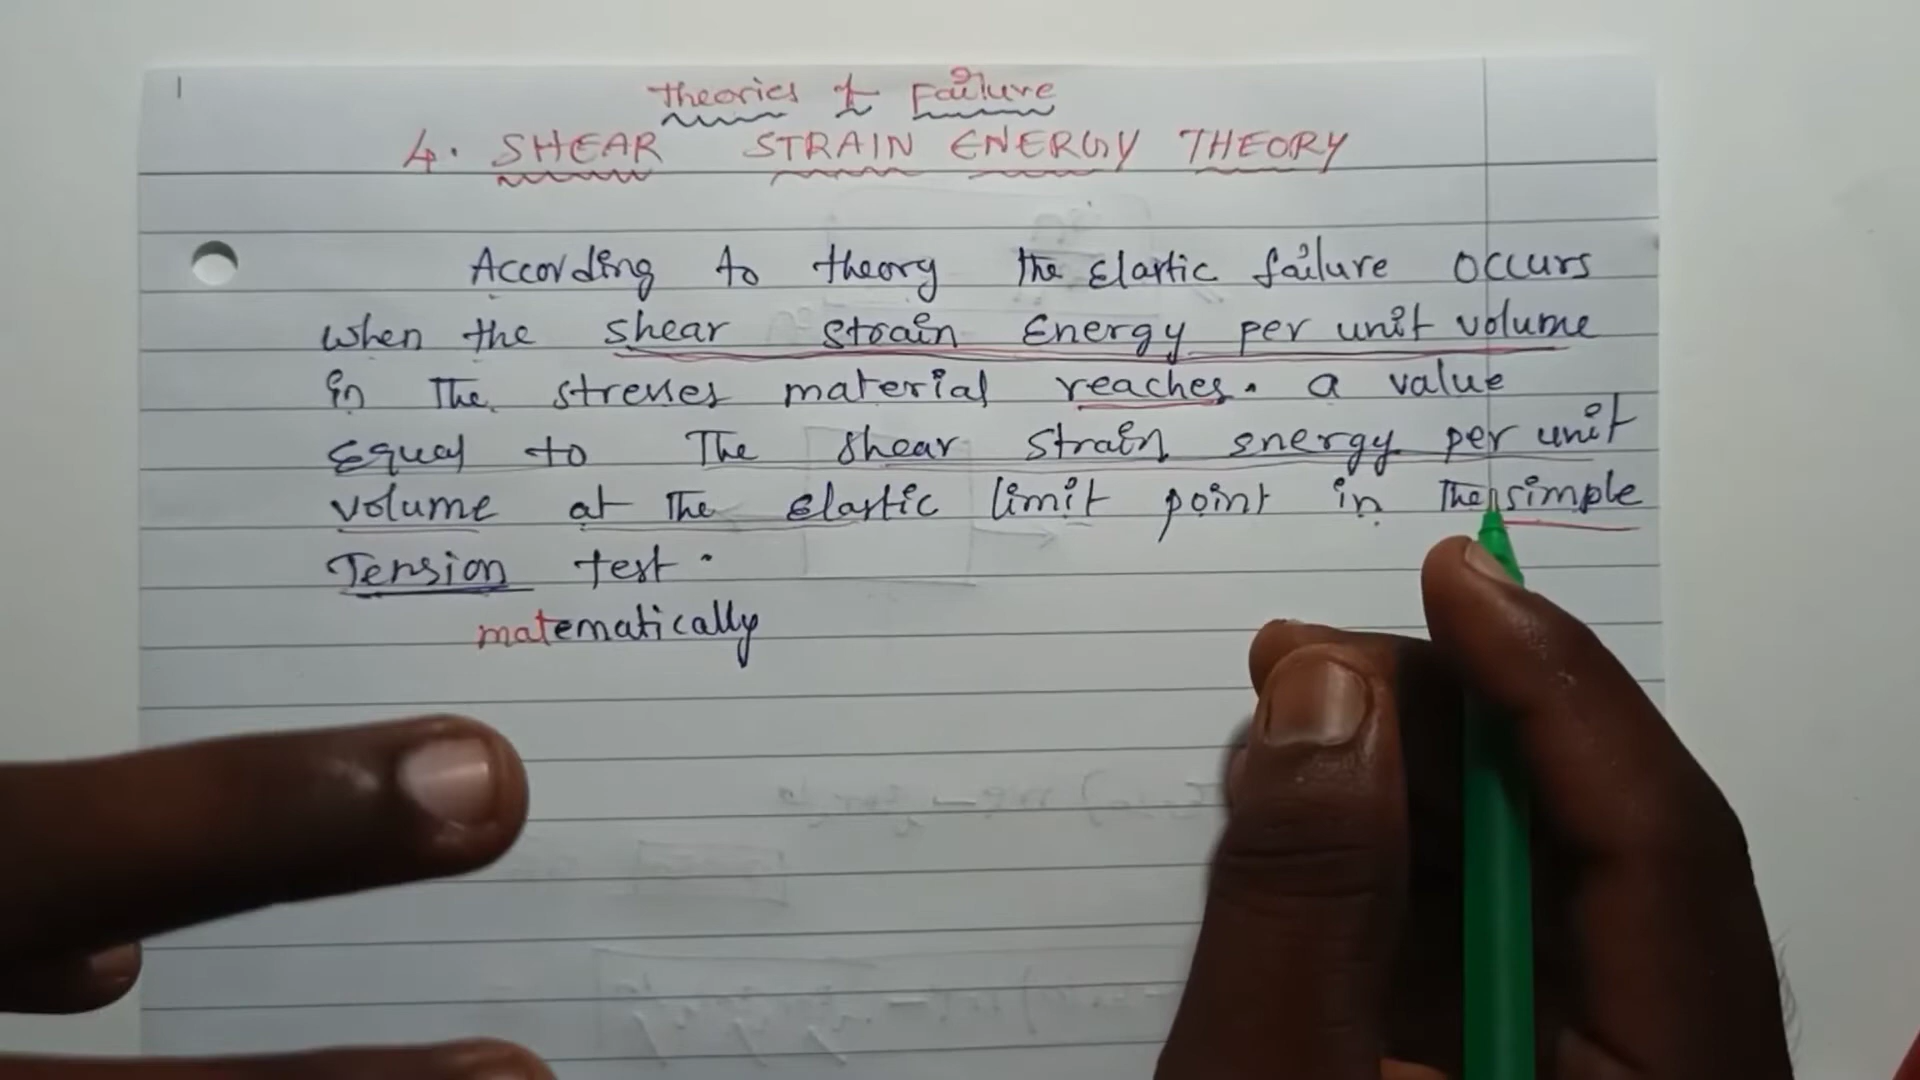 Theories of Failure
4. SHEAR STRAIN ENERGY THEORY
According to theory the Elastic failure occurs
when the shear strain Energy per unit volume
in The stresses material reaches. a value
Equal to The shear strain energy per unit
volume at The Elastic limit point in The simple
Tension test.
matematically